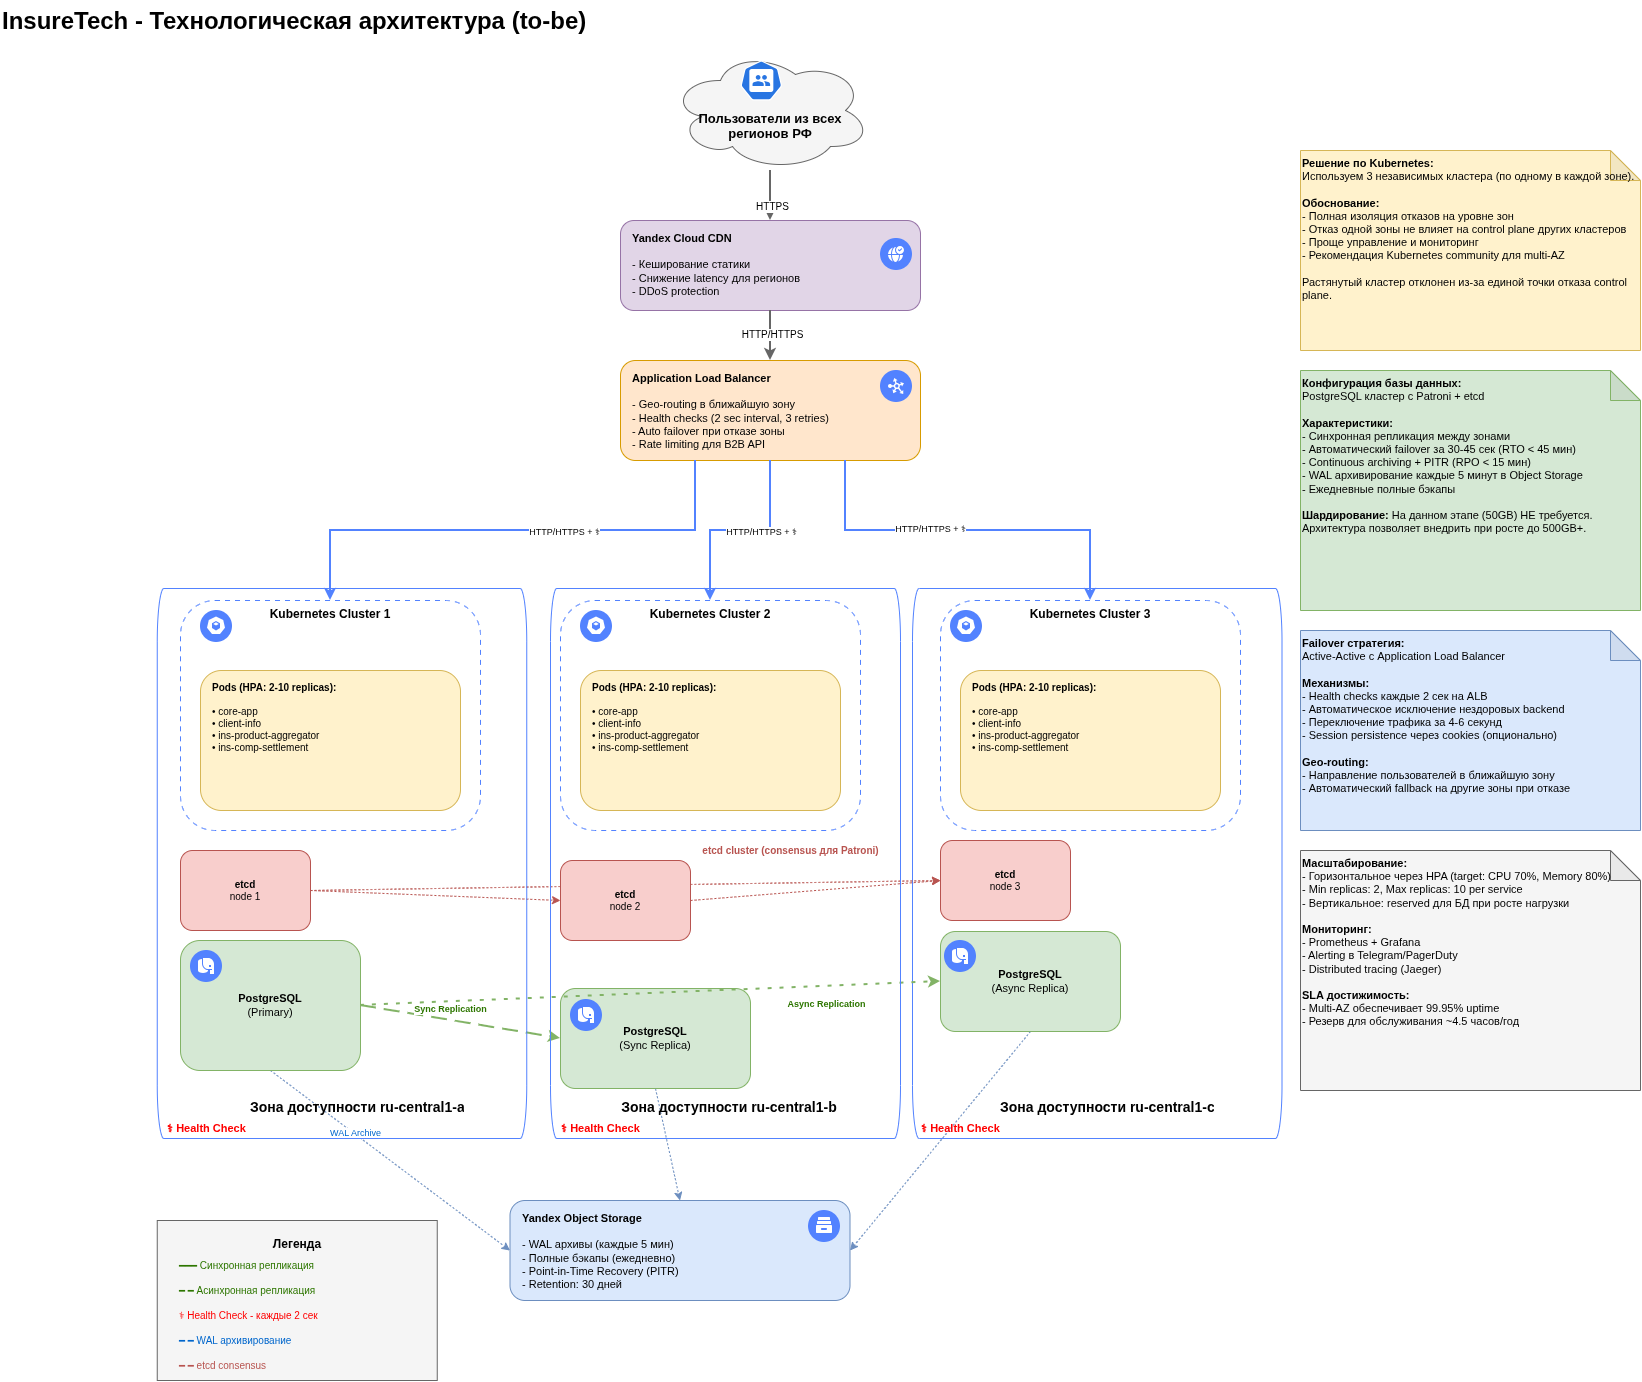 InsureTech - Технологическая архитектура (to-be)
Пользователи из всех
регионов РФ
HTTPS
Yandex Cloud CDN
- Кеширование статики
- Снижение latency для регионов
- DDoS protection
HTTP/HTTPS
Application Load Balancer
- Geo-routing в ближайшую зону
- Health checks (2 sec interval, 3 retries)
- Auto failover при отказе зоны
- Rate limiting для B2B API
HTTP/HTTPS + ⚕
HTTP/HTTPS + ⚕
HTTP/HTTPS + ⚕
Kubernetes Cluster 1
Pods (HPA: 2-10 replicas):
• core-app
• client-info
• ins-product-aggregator
• ins-comp-settlement
Kubernetes Cluster 2
Pods (HPA: 2-10 replicas):
• core-app
• client-info
• ins-product-aggregator
• ins-comp-settlement
Kubernetes Cluster 3
Pods (HPA: 2-10 replicas):
• core-app
• client-info
• ins-product-aggregator
• ins-comp-settlement
etcd cluster (consensus для Patroni)
etcd
node 1
etcd
node 2
etcd
node 3
PostgreSQL
(Primary)
Sync Replication
PostgreSQL
(Sync Replica)
Async Replication
PostgreSQL
(Async Replica)
Зона доступности ru-central1-a
⚕ Health Check
WAL Archive
Зона доступности ru-central1-b
⚕ Health Check
Зона доступности ru-central1-c
⚕ Health Check
Yandex Object Storage
- WAL архивы (каждые 5 мин)
- Полные бэкапы (ежедневно)
- Point-in-Time Recovery (PITR)
- Retention: 30 дней
Легенда
━━━ Синхронная репликация
━ ━ Асинхронная репликация
⚕ Health Check - каждые 2 сек
━ ━ WAL архивирование
━ ━ etcd consensus
Решение по Kubernetes:
Используем 3 независимых кластера (по одному в каждой зоне).
Обоснование:
- Полная изоляция отказов на уровне зон
- Отказ одной зоны не влияет на control plane других кластеров
- Проще управление и мониторинг
- Рекомендация Kubernetes community для multi-AZ
Растянутый кластер отклонен из-за единой точки отказа control
plane.
Конфигурация базы данных:
PostgreSQL кластер с Patroni + etcd
Характеристики:
- Синхронная репликация между зонами
- Автоматический failover за 30-45 сек (RTO < 45 мин)
- Continuous archiving + PITR (RPO < 15 мин)
- WAL архивирование каждые 5 минут в Object Storage
- Ежедневные полные бэкапы
Шардирование: На данном этапе (50GB) НЕ требуется.
Архитектура позволяет внедрить при росте до 500GB+.
Failover стратегия:
Active-Active с Application Load Balancer
Механизмы:
- Health checks каждые 2 сек на ALB
- Автоматическое исключение нездоровых backend
- Переключение трафика за 4-6 секунд
- Session persistence через cookies (опционально)
Geo-routing:
- Направление пользователей в ближайшую зону
- Автоматический fallback на другие зоны при отказе
Масштабирование:
- Горизонтальное через HPA (target: CPU 70%, Memory 80%)
- Min replicas: 2, Max replicas: 10 per service
- Вертикальное: reserved для БД при росте нагрузки
Мониторинг:
- Prometheus + Grafana
- Alerting в Telegram/PagerDuty
- Distributed tracing (Jaeger)
SLA достижимость:
- Multi-AZ обеспечивает 99.95% uptime
- Резерв для обслуживания ~4.5 часов/год